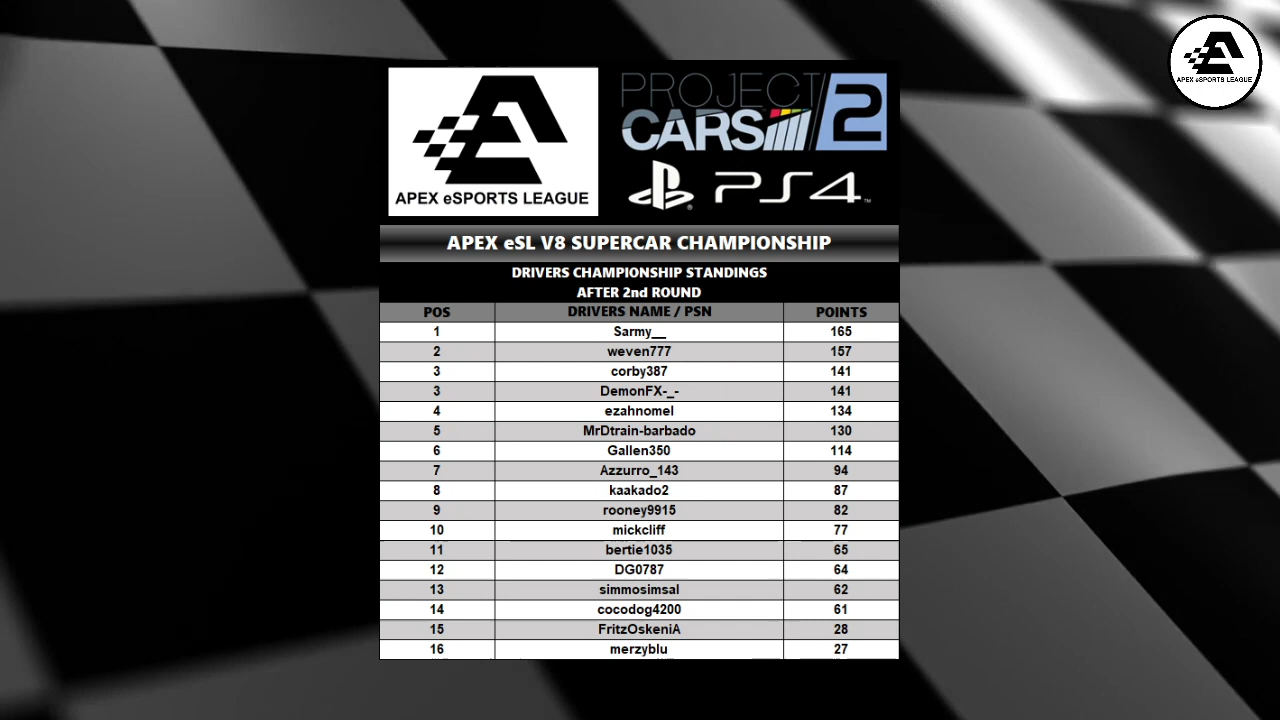 APEX eSPORTS LEAGUE
APEX eSPORTS LEAGUE
PROJECT
CARS 2
PS4™
APEX eSL V8 SUPERCAR CHAMPIONSHIP
DRIVERS CHAMPIONSHIP STANDINGS
AFTER 2nd ROUND
POS DRIVERS NAME / PSN POINTS
1 Sarmy__ 165
2 weven777 157
3 corby387 141
3 DemonFX-_- 141
4 ezahnomel 134
5 MrDtrain-barbado 130
6 Gallen350 114
7 Azzurro_143 94
8 kaakado2 87
9 rooney9915 82
10 mickcliff 77
11 bertie1035 65
12 DG0787 64
13 simmosimsal 62
14 cocodog4200 61
15 FritzOskeniA 28
16 merzyblu 27